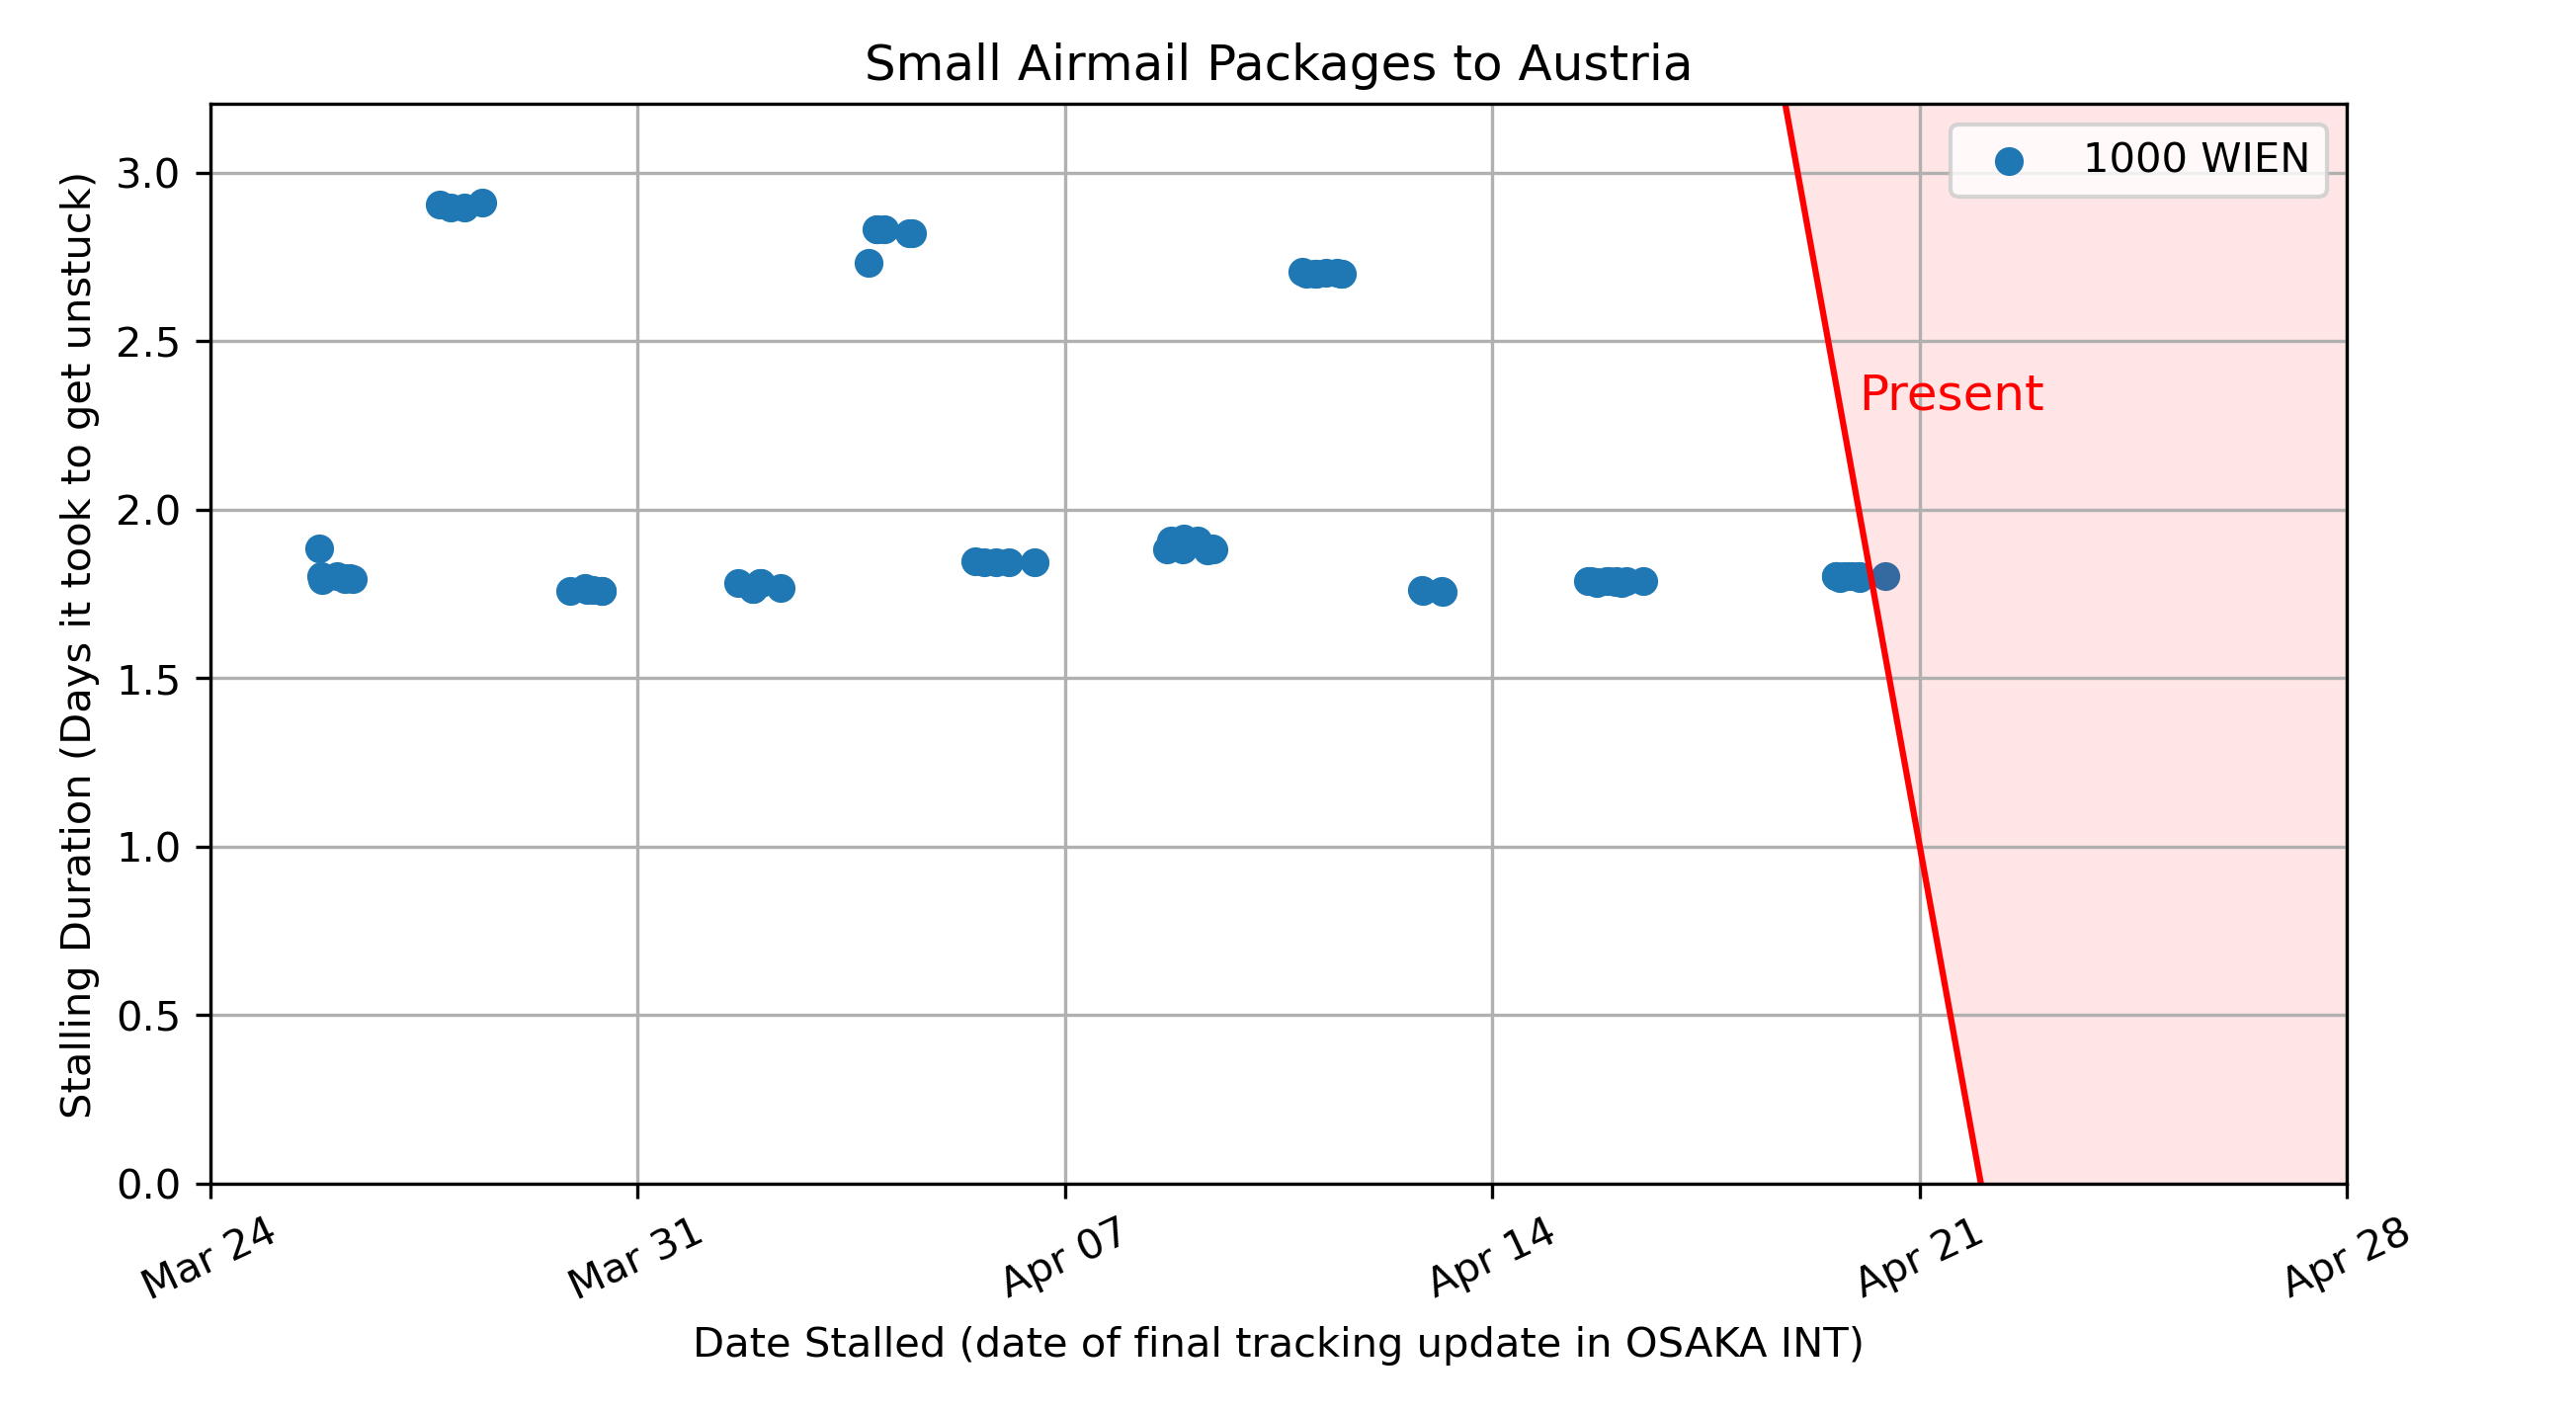 Small Airmail Packages to Austria
1000 WIEN
Present
Stalling Duration (Days it took to get unstuck)
3.0
2.5
2.0
1.5
1.0
0.5
0.0
Mar 24
Mar 31
Apr 07
Apr 14
Apr 21
Apr 28
Date Stalled (date of final tracking update in OSAKA INT)